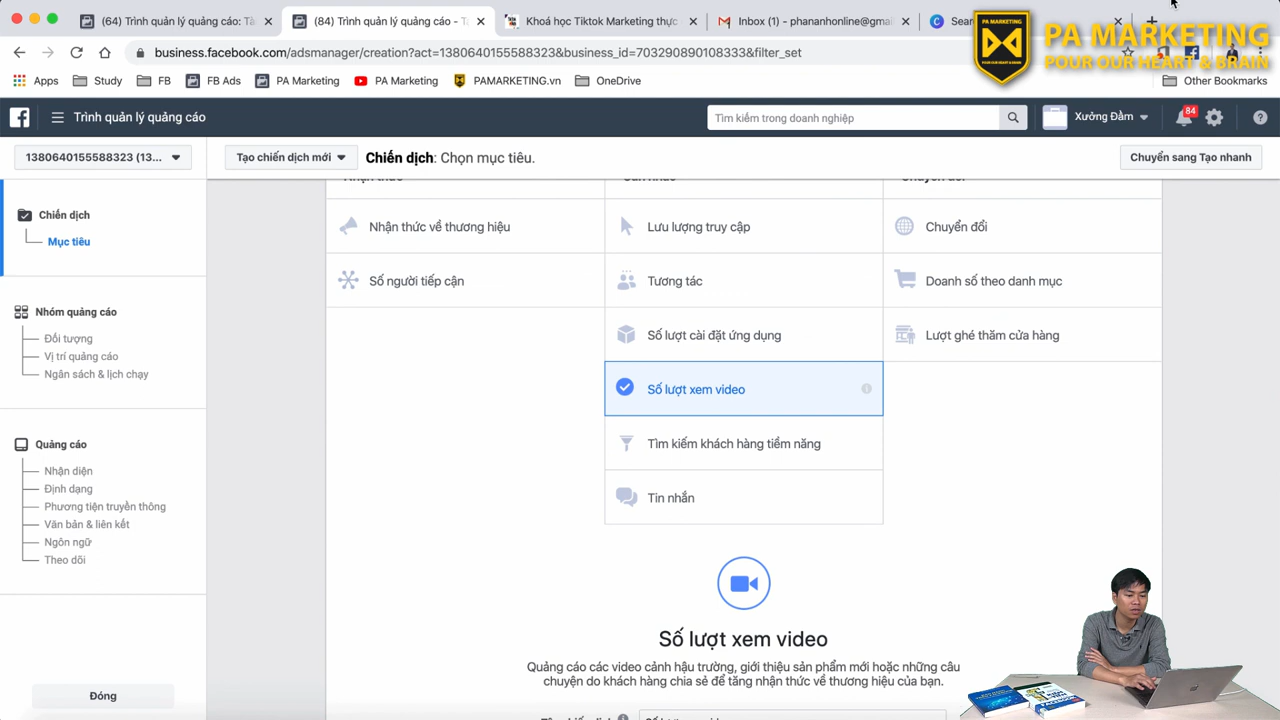 (84) Trình quản lý quảng cáo: Tà
(84) Trình quản lý quảng cáo - Tạ
Khoá học Tiktok Marketing thực
Inbox (1) - phananhonline@gmai
Sear
business.facebook.com/adsmanager/creation?act=1380640155588323&business_id=703290890108333&filter_set
PA MARKETING
PA MARKETING
POUR OUR HEART & BRAIN
Apps
Study
FB
FB Ads
PA Marketing
PA Marketing
PAMARKETING.vn
OneDrive
Other Bookmarks
Trình quản lý quảng cáo
Tìm kiếm trong doanh nghiệp
Xưởng Đầm
84
1380640155588323 (13...
Tạo chiến dịch mới
Chiến dịch: Chọn mục tiêu.
Chuyển sang Tạo nhanh
Chiến dịch
Mục tiêu
Nhóm quảng cáo
Đối tượng
Vị trí quảng cáo
Ngân sách & lịch chạy
Quảng cáo
Nhận diện
Định dạng
Phương tiện truyền thông
Văn bản & liên kết
Ngôn ngữ
Theo dõi
Đóng
Nhận thức về thương hiệu
Số người tiếp cận
Lưu lượng truy cập
Tương tác
Số lượt cài đặt ứng dụng
Số lượt xem video
Tìm kiếm khách hàng tiềm năng
Tin nhắn
Chuyển đổi
Doanh số theo danh mục
Lượt ghé thăm cửa hàng
Số lượt xem video
Quảng cáo các video cảnh hậu trường, giới thiệu sản phẩm mới hoặc những câu
chuyện do khách hàng chia sẻ để tăng nhận thức về thương hiệu của bạn.